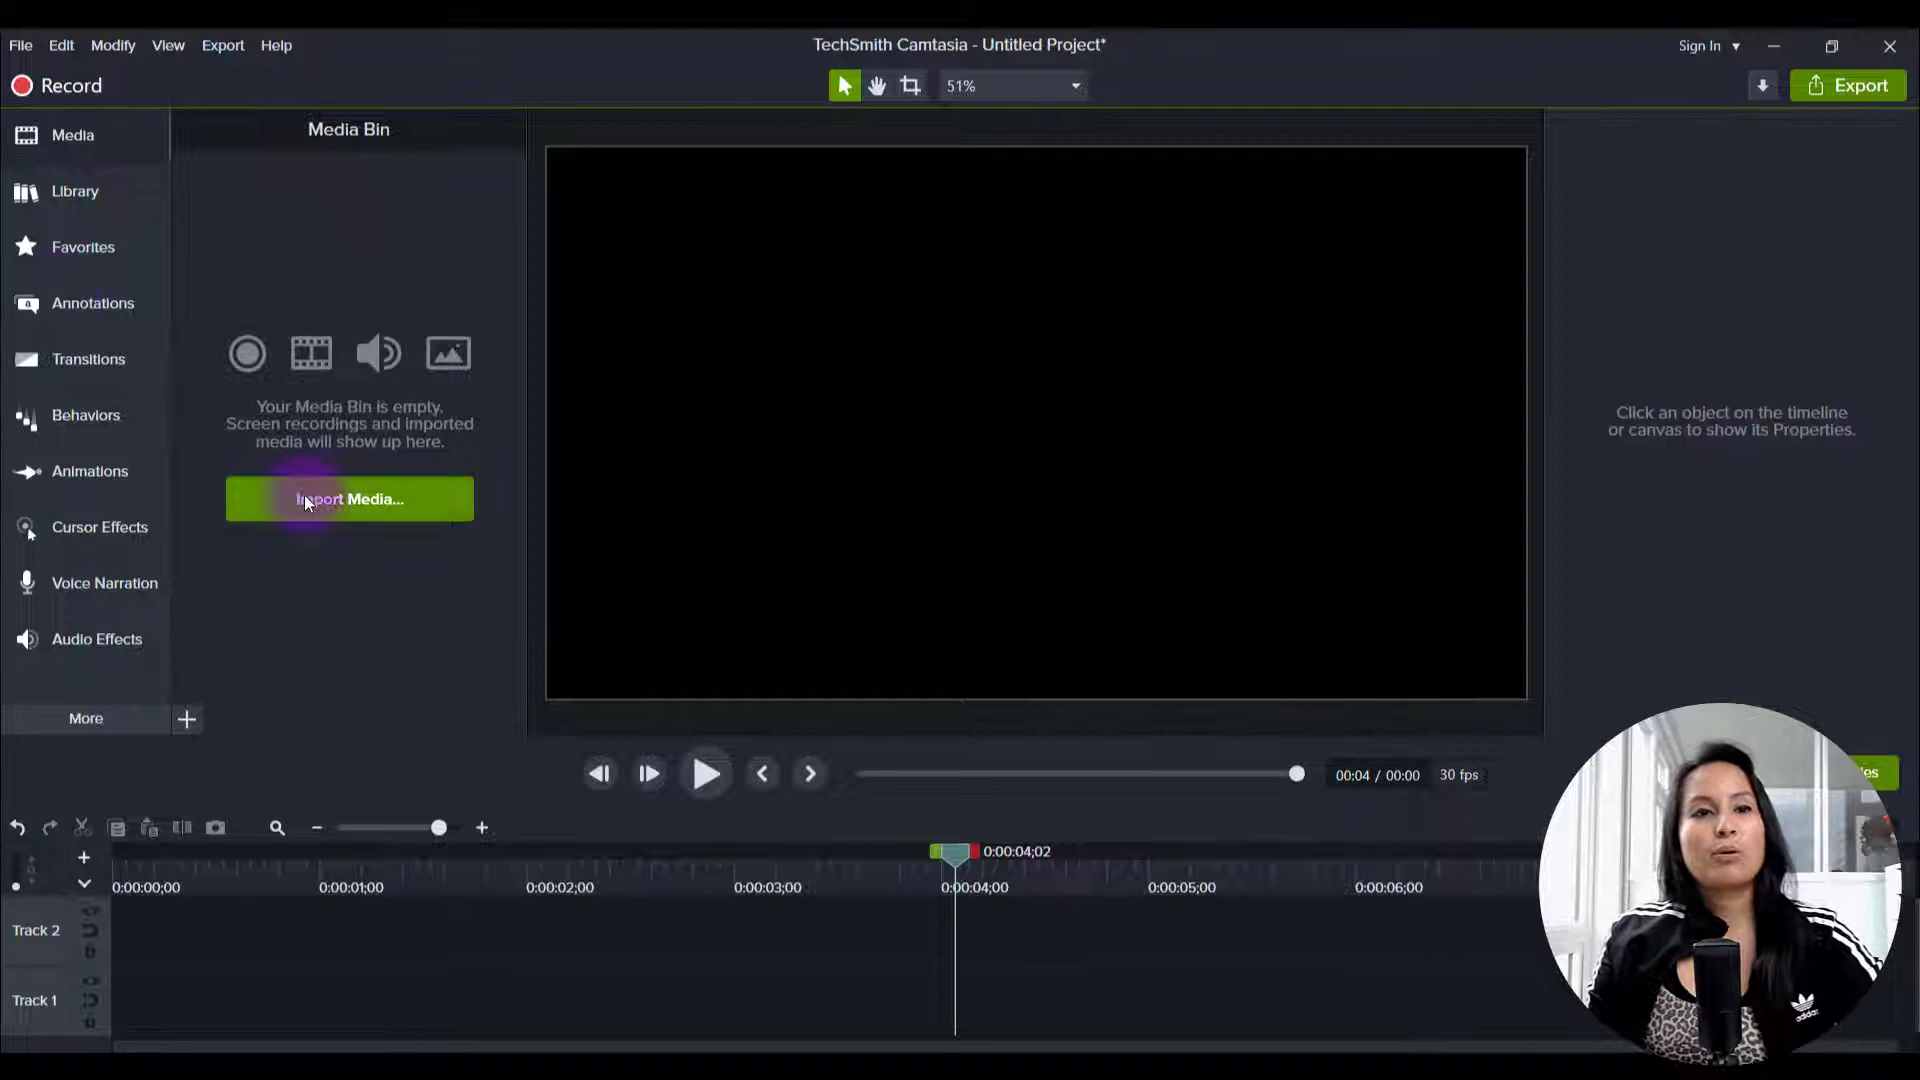 File Edit Modify View Export Help
TechSmith Camtasia - Untitled Project*
Sign In
Record
51%
Export
Media
Library
Favorites
Annotations
Transitions
Behaviors
Animations
Cursor Effects
Voice Narration
Audio Effects
More
Media Bin
Your Media Bin is empty.
Screen recordings and imported
media will show up here.
Import Media...
Click an object on the timeline
or canvas to show its Properties.
00:04 / 00:00
30 fps
0:00:04;02
0:00:00;00 0:00:01;00 0:00:02;00 0:00:03;00 0:00:04;00 0:00:05;00 0:00:06;00
Track 2
Track 1
adidas